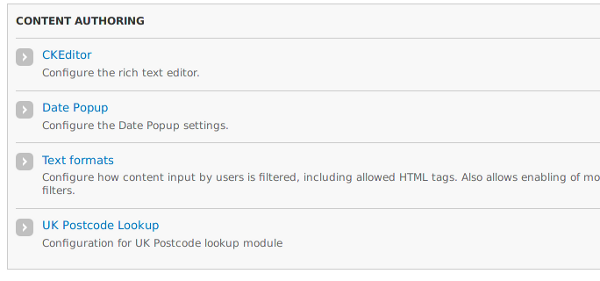 CONTENT AUTHORING
CKEditor
Configure the rich text editor.
Date Popup
Configure the Date Popup settings.
Text formats
Configure how content input by users is filtered, including allowed HTML tags. Also allows enabling of
filters.
UK Postcode Lookup
Configuration for UK Postcode lookup module